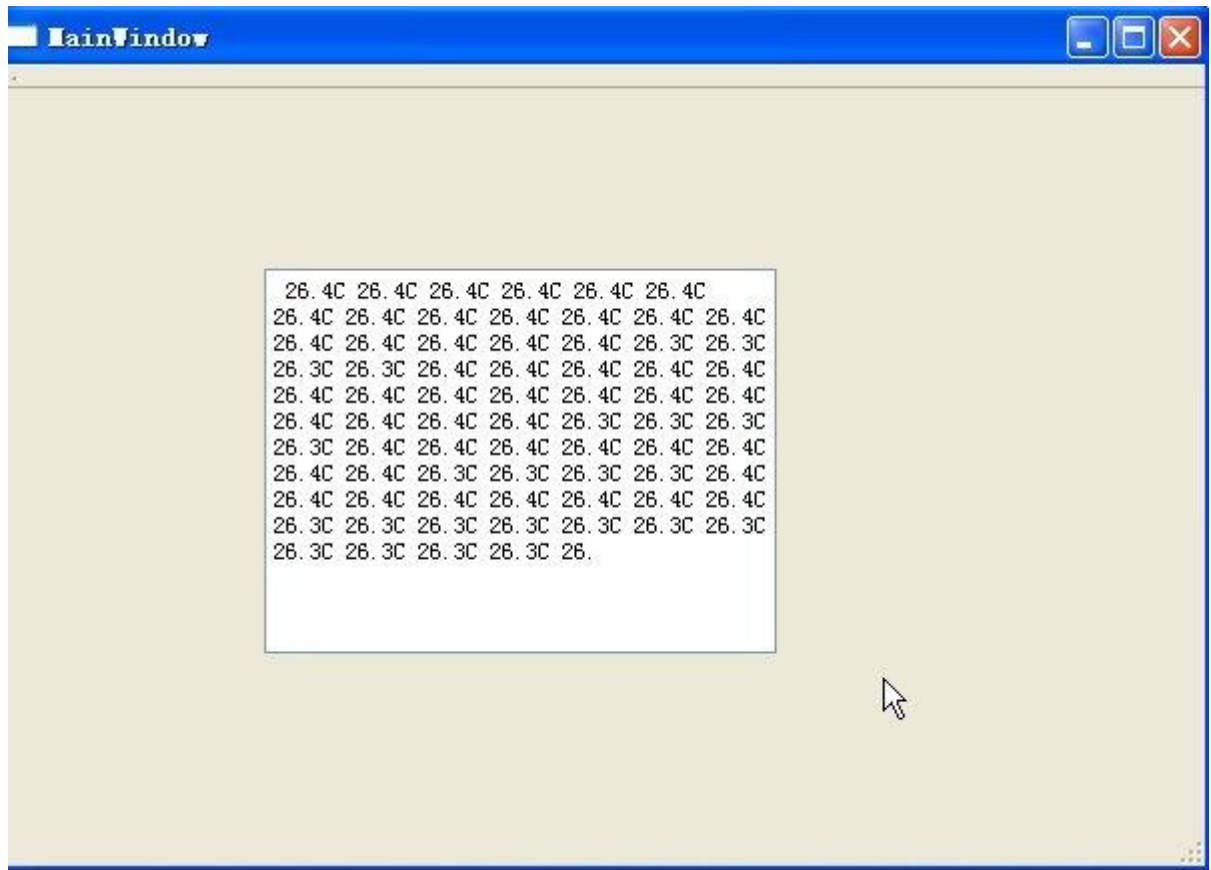 MainWindow
26.4C 26.4C 26.4C 26.4C 26.4C 26.4C
26.4C 26.4C 26.4C 26.4C 26.4C 26.4C 26.4C
26.4C 26.4C 26.4C 26.4C 26.4C 26.3C 26.3C
26.3C 26.3C 26.4C 26.4C 26.4C 26.4C 26.4C
26.4C 26.4C 26.4C 26.4C 26.4C 26.4C 26.4C
26.4C 26.4C 26.4C 26.4C 26.3C 26.3C 26.3C
26.3C 26.4C 26.4C 26.4C 26.4C 26.4C 26.4C
26.4C 26.4C 26.3C 26.3C 26.3C 26.3C 26.4C
26.4C 26.4C 26.4C 26.4C 26.4C 26.4C 26.4C
26.3C 26.3C 26.3C 26.3C 26.3C 26.3C 26.3C
26.3C 26.3C 26.3C 26.3C 26.